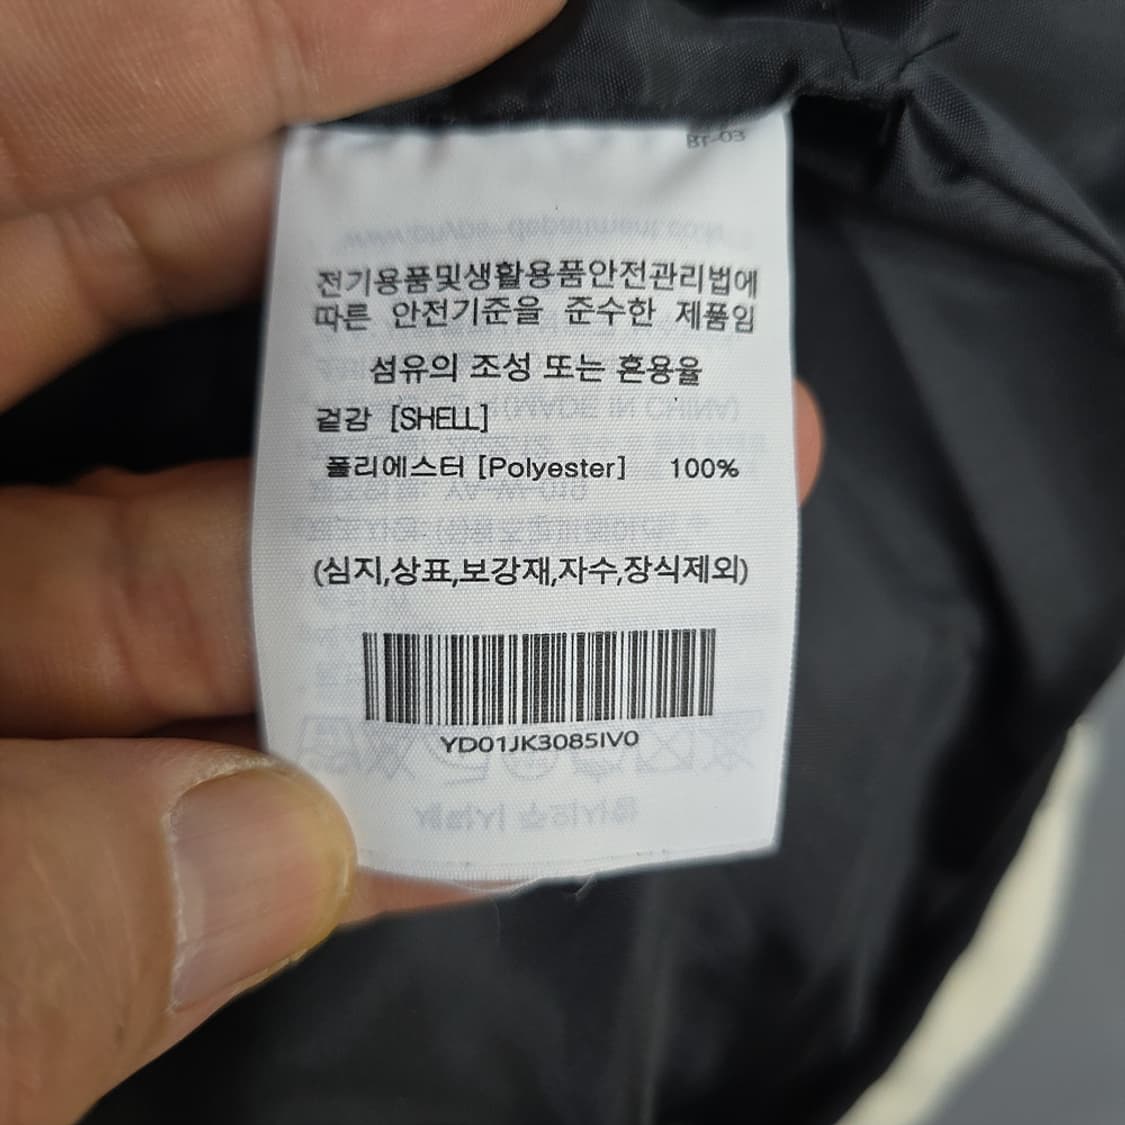 BT-03
전기용품및생활용품안전관리법에
따른 안전기준을 준수한 제품임
섬유의 조성 또는 혼용율
겉감 [SHELL]
폴리에스터 [Polyester] 100%
(심지,상표,보강재,자수,장식제외)
YD01JK3085IV0